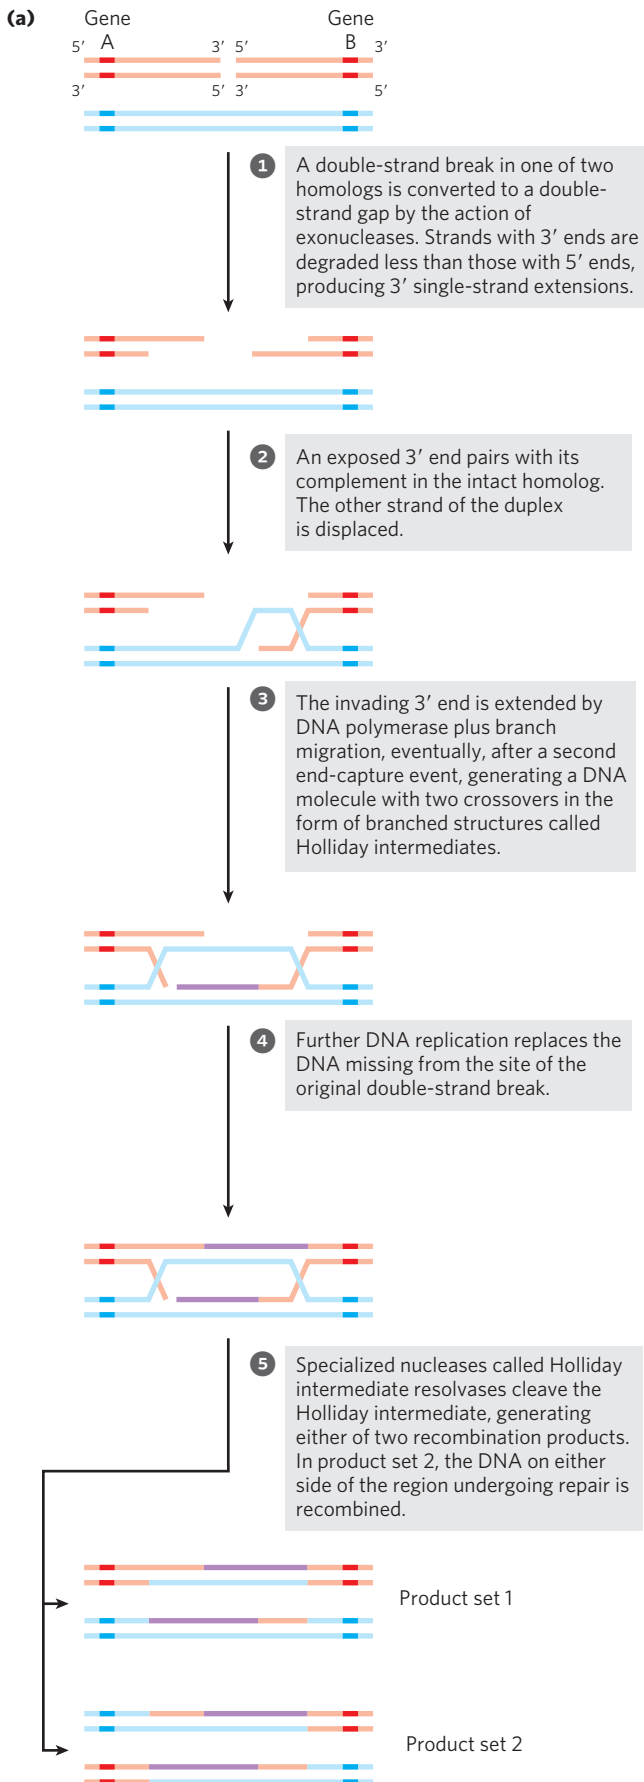 (a)
Gene Gene
A B
5′ 3′ 5′ 3′
3′ 5′ 3′ 5′
1 A double-strand break in one of two
homologs is converted to a double-
strand gap by the action of
exonucleases. Strands with 3′ ends are
degraded less than those with 5′ ends,
producing 3′ single-strand extensions.
2 An exposed 3′ end pairs with its
complement in the intact homolog.
The other strand of the duplex
is displaced.
3 The invading 3′ end is extended by
DNA polymerase plus branch
migration, eventually, after a second
end-capture event, generating a DNA
molecule with two crossovers in the
form of branched structures called
Holliday intermediates.
4 Further DNA replication replaces the
DNA missing from the site of the
original double-strand break.
5 Specialized nucleases called Holliday
intermediate resolvases cleave the
Holliday intermediate, generating
either of two recombination products.
In product set 2, the DNA on either
side of the region undergoing repair is
recombined.
Product set 1
Product set 2